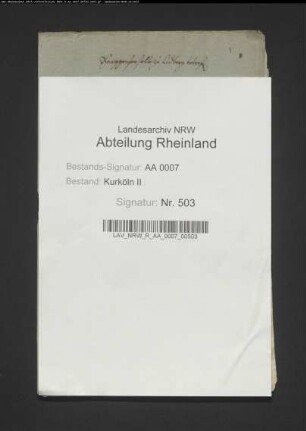 Landesarchiv NRW
Abteilung Rheinland
Bestands-Signatur: AA 0007
Bestand: Kurköln II
Signatur: Nr. 503
LAV_NRW_R_AA_0007_00503